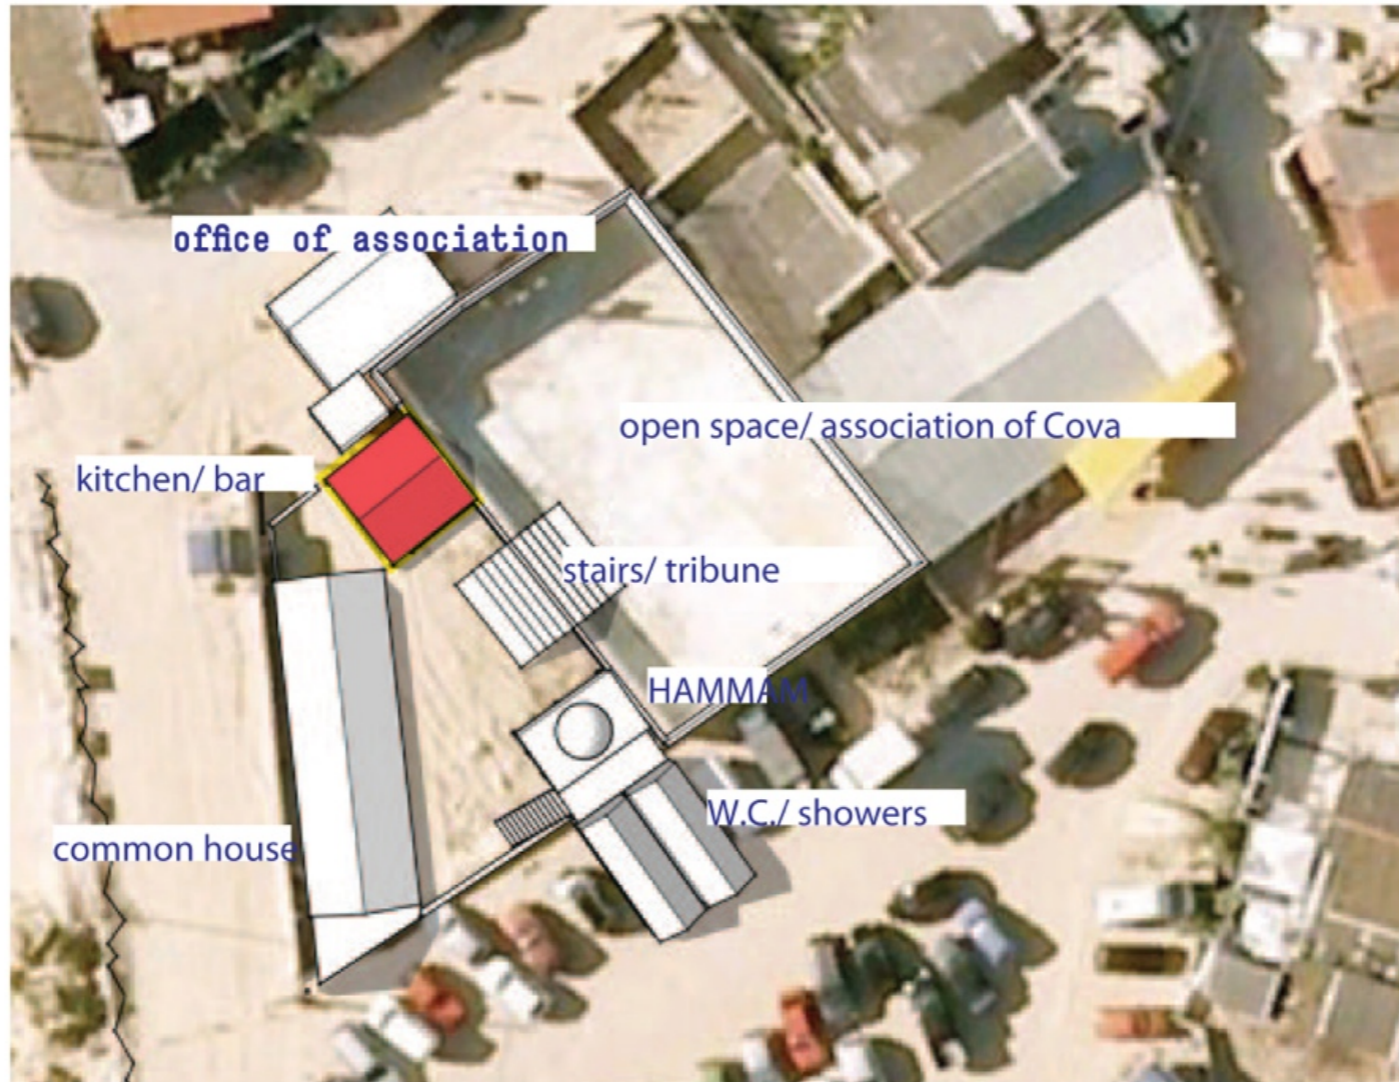 office of association
open space/ association of Cova
kitchen/ bar
stairs/ tribune
HAMMAM
W.C./ showers
common house